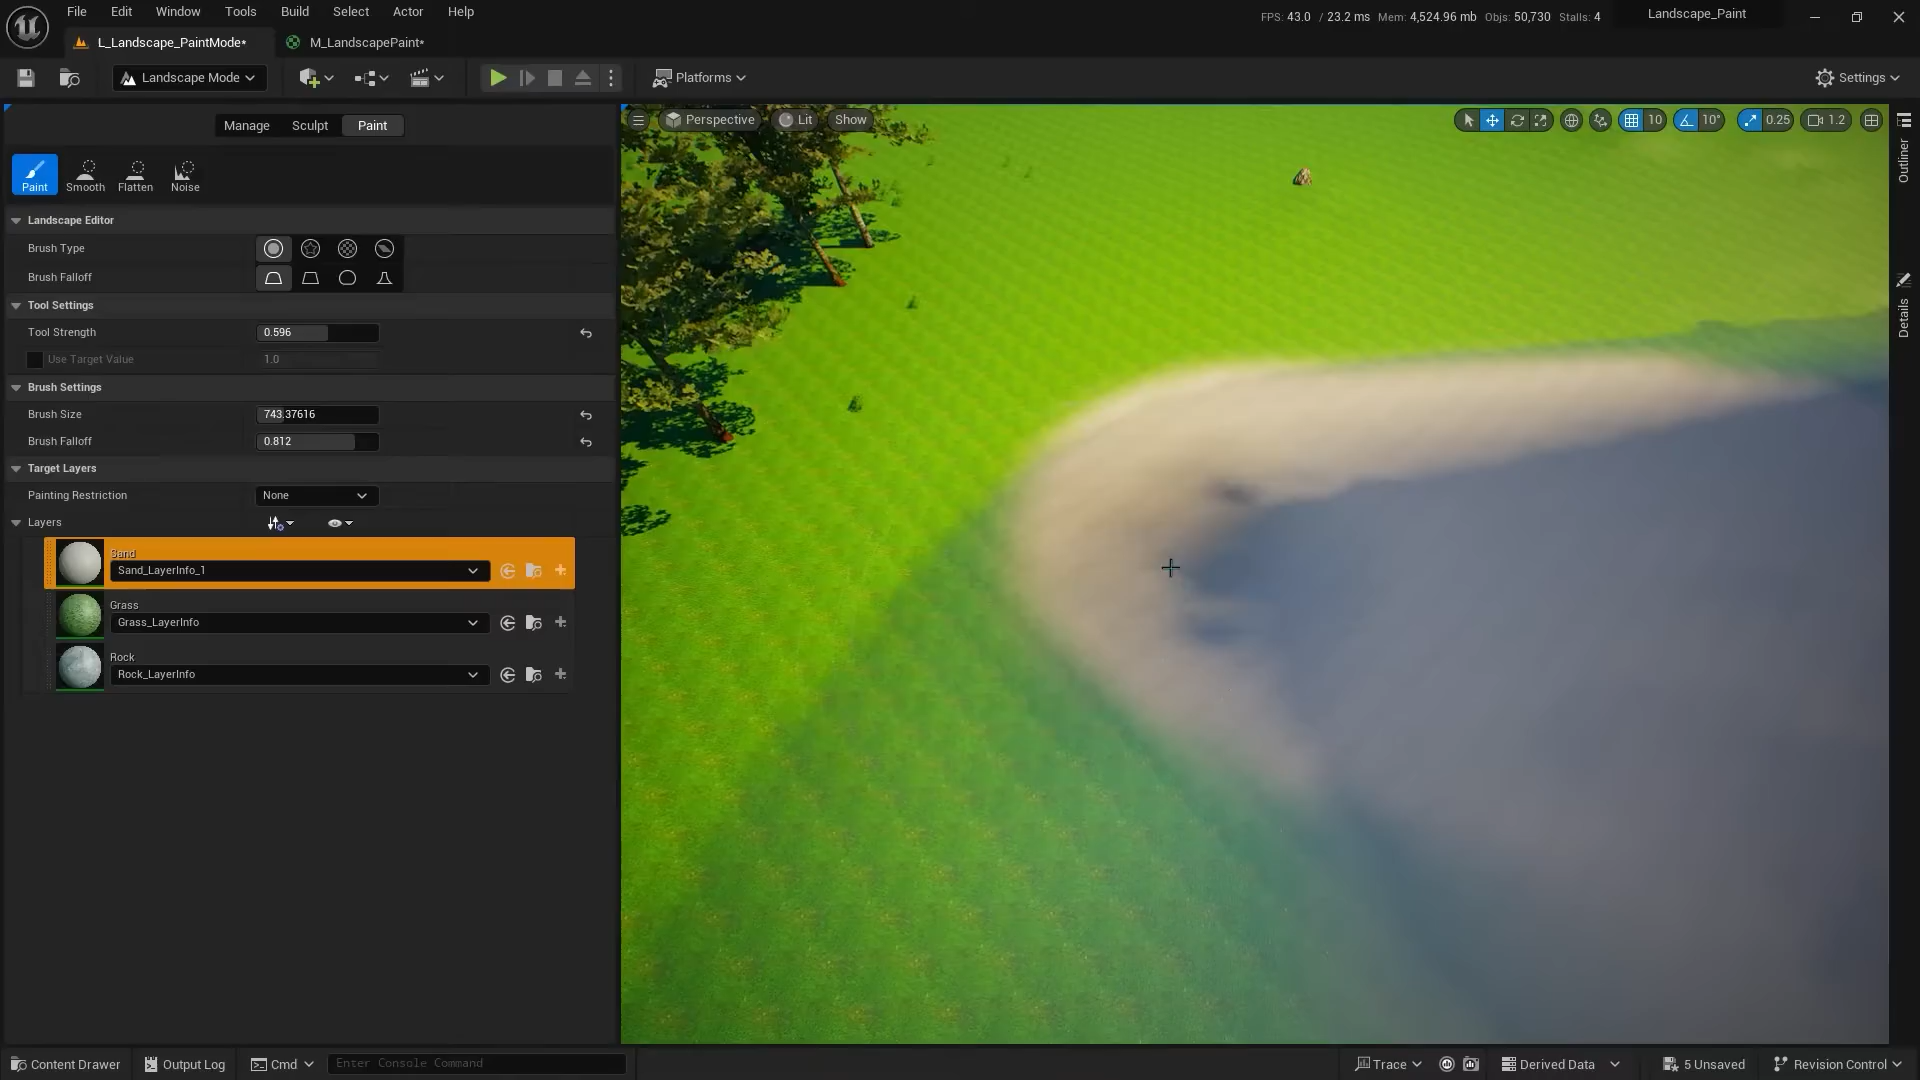 File Edit Window Tools Build Select Actor Help
FPS: 43.0 / 23.2 ms Mem: 4,524.96 mb Objs: 50,730 Stalls: 4
Landscape_Paint
L_Landscape_PaintMode*
M_LandscapePaint*
Landscape Mode
Platforms
Settings
Manage Sculpt Paint
Perspective Lit Show
10 10° 0.25 1.2
Outliner
Details
Paint Smooth Flatten Noise
Landscape Editor
Brush Type
Brush Falloff
Tool Settings
Tool Strength 0.596
Use Target Value 1.0
Brush Settings
Brush Size 743.37616
Brush Falloff 0.812
Target Layers
Painting Restriction None
Layers
Sand
Sand_LayerInfo_1
Grass
Grass_LayerInfo
Rock
Rock_LayerInfo
Content Drawer Output Log Cmd Enter Console Command
Trace Derived Data 5 Unsaved Revision Control